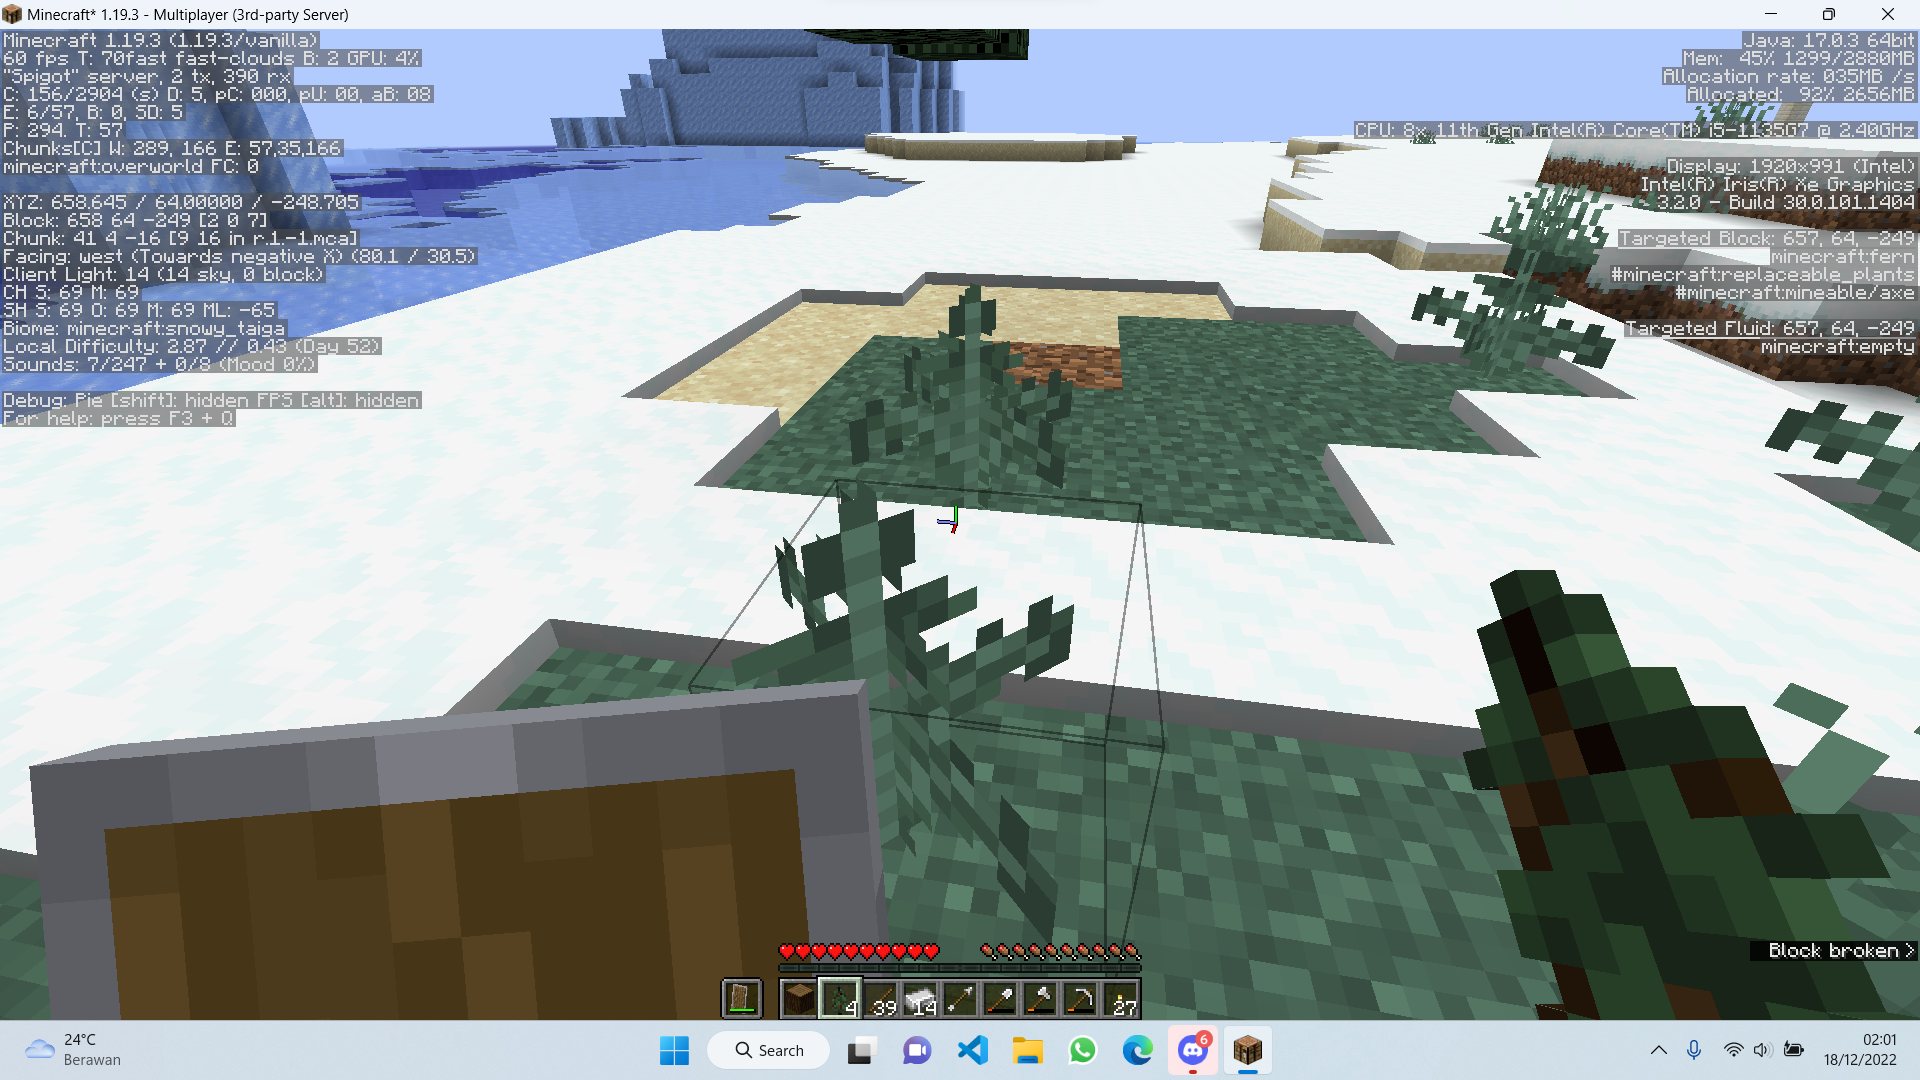 Minecraft* 1.19.3 - Multiplayer (3rd-party Server)
Minecraft 1.19.3 (1.19.3/vanilla)
60 fps T: 70fast fast-clouds B: 2 GPU: 4%
"Spigot" server, 2 tx, 390 rx
C: 156/2904 (s) D: 5, pC: 000, pU: 00, aB: 08
E: 6/57, B: 0, SD: 5
P: 294. T: 57
Chunks[C] W: 289, 166 E: 57,35,166
minecraft:overworld FC: 0
XYZ: 658.645 / 64.00000 / -248.705
Block: 658 64 -249 [2 0 7]
Chunk: 41 4 -16 [9 16 in r.1.-1.mca]
Facing: west (Towards negative X) (80.1 / 30.5)
Client Light: 14 (14 sky, 0 block)
CH S: 69 M: 69
SH S: 69 O: 69 M: 69 ML: -65
Biome: minecraft:snowy_taiga
Local Difficulty: 2.87 // 0.43 (Day 52)
Sounds: 7/247 + 0/8 (Mood 0%)
Debug: Pie [shift]: hidden FPS [alt]: hidden
For help: press F3 + Q
Java: 17.0.3 64bit
Mem: 45% 1299/2880MB
Allocation rate: 035MB /s
Allocated: 92% 2656MB
CPU: 8x 11th Gen Intel(R) Core(TM) i5-1135G7 @ 2.40GHz
Display: 1920x991 (Intel)
Intel(R) Iris(R) Xe Graphics
3.2.0 - Build 30.0.101.1404
Targeted Block: 657, 64, -249
minecraft:fern
#minecraft:replaceable_plants
#minecraft:mineable/axe
Targeted Fluid: 657, 64, -249
minecraft:empty
Block broken >
4 39 14 27
24°C
Berawan
Search
6
02:01
18/12/2022